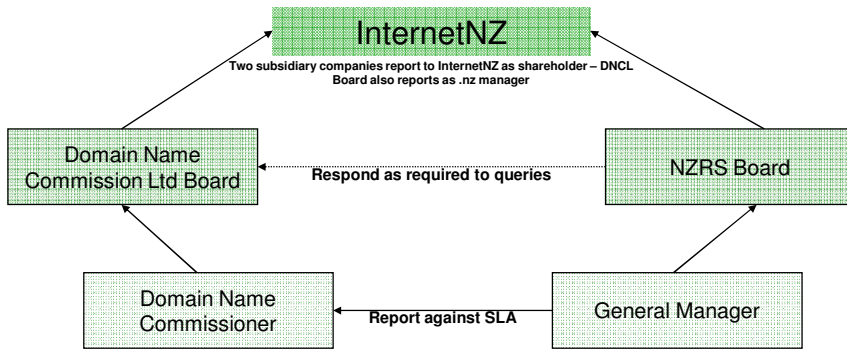 InternetNZ
Two subsidiary companies report to InternetNZ as shareholder – DNCL
Board also reports as .nz manager
Domain Name
Commission Ltd Board
Respond as required to queries
NZRS Board
Domain Name
Commissioner
Report against SLA
General Manager